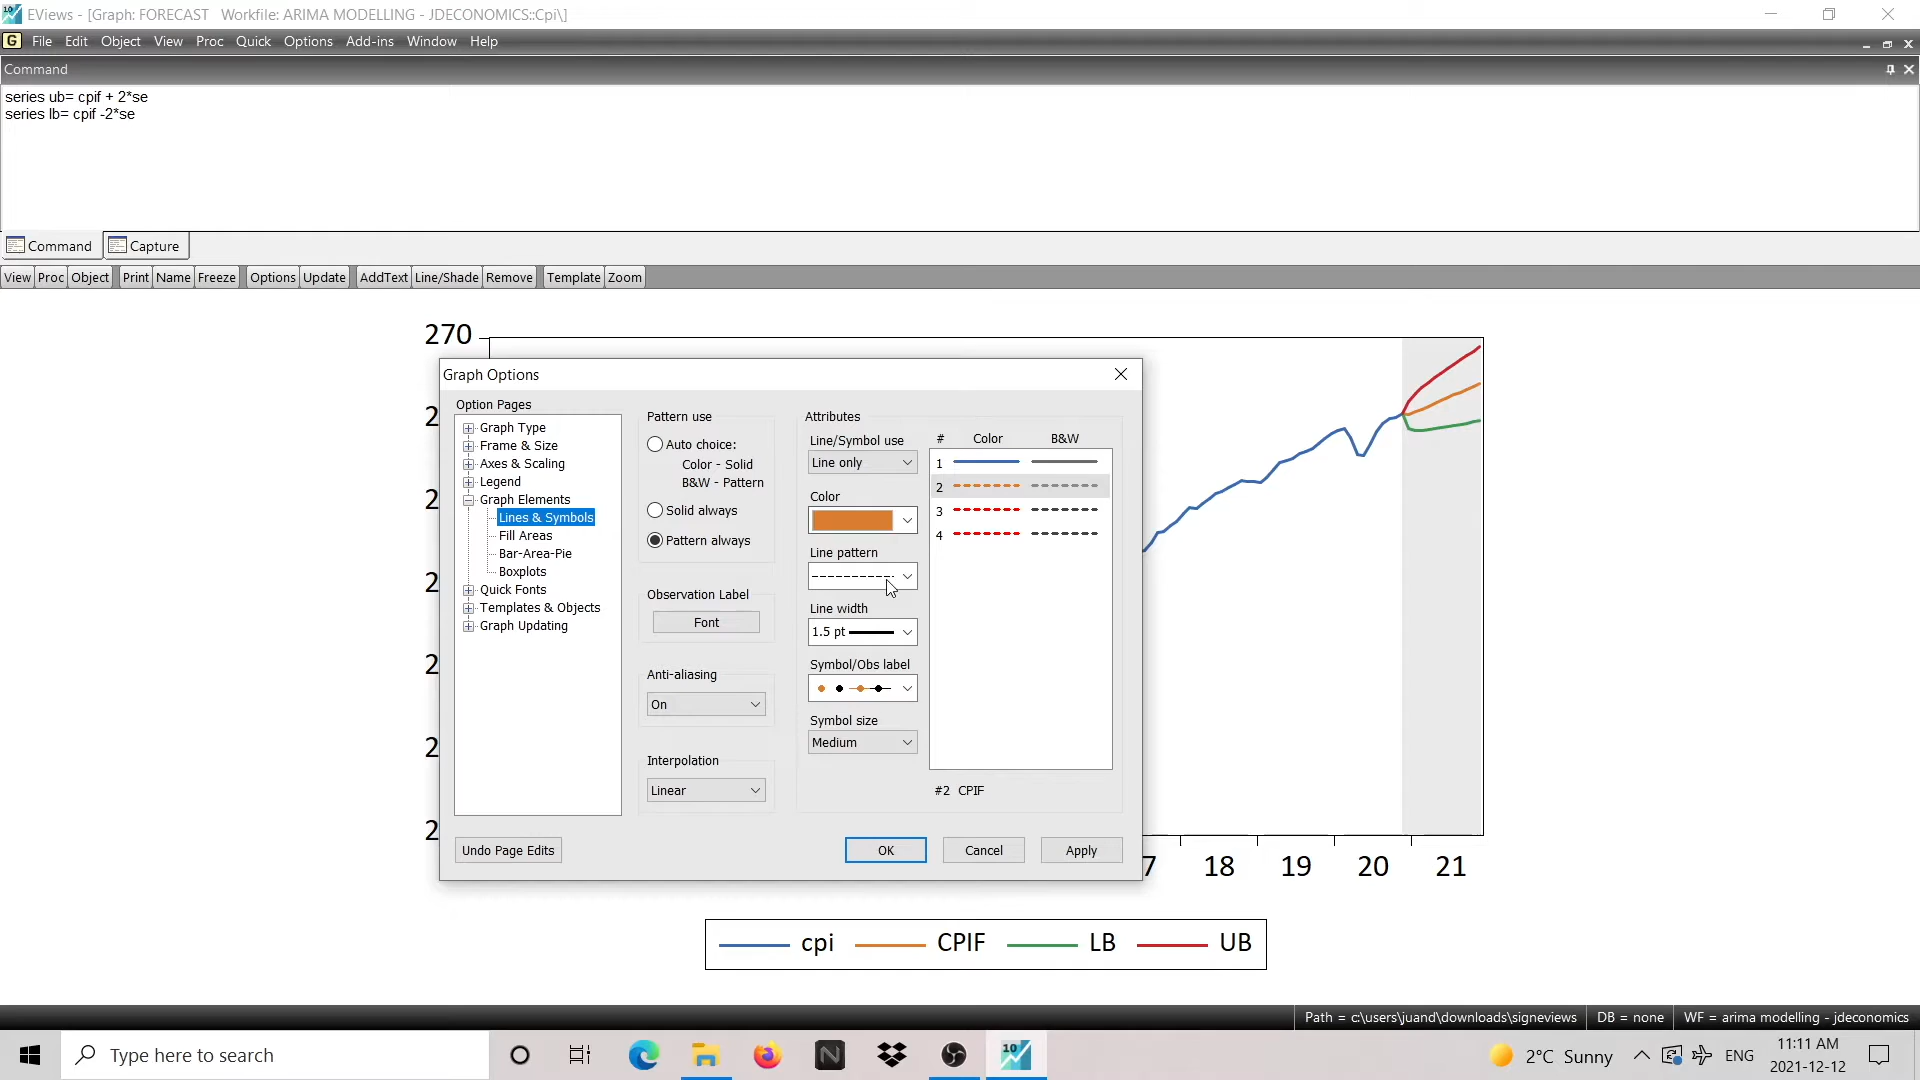 EViews - [Graph: FORECAST   Workfile: ARIMA MODELLING - JDECONOMICS::Cpi\]
G File Edit Object View Proc Quick Options Add-ins Window Help
Command
series ub= cpif + 2*se
series lb= cpif -2*se
Command Capture
View Proc Object Print Name Freeze Options Update AddText Line/Shade Remove Template Zoom
270
Graph Options
Option Pages
Graph Type
Frame & Size
Axes & Scaling
Legend
Graph Elements
Lines & Symbols
Fill Areas
Bar-Area-Pie
Boxplots
Quick Fonts
Templates & Objects
Graph Updating
Pattern use
Auto choice:
Color - Solid
B&W - Pattern
Solid always
Pattern always
Observation Label
Font
Anti-aliasing
On
Interpolation
Linear
Attributes
Line/Symbol use
Line only
Color
Line pattern
Line width
1.5 pt
Symbol/Obs label
Symbol size
Medium
# Color B&W
1
2
3
4
#2 CPIF
Undo Page Edits OK Cancel Apply
2
2
2
2
2
2
7 18 19 20 21
cpi CPIF LB UB
Path = c:\users\juand\downloads\signeviews DB = none WF = arima modelling - jdeconomics
Type here to search
10
2°C Sunny
ENG
11:11 AM
2021-12-12